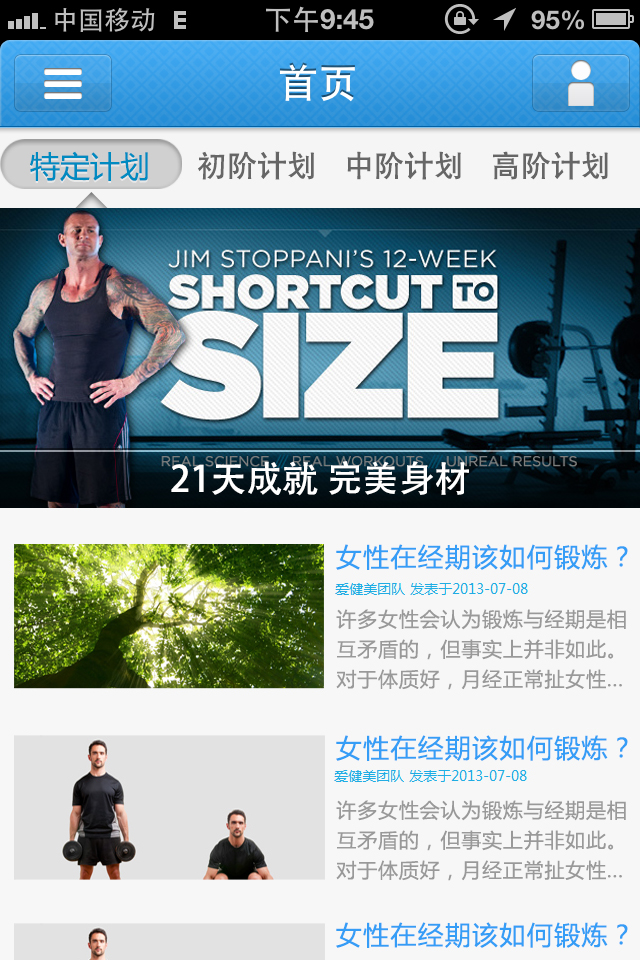 中国移动 E 下午9:45 95%
首页
特定计划 初阶计划 中阶计划 高阶计划
JIM STOPPANI'S 12-WEEK
SHORTCUT TO
SIZE
REAL SCIENCE // REAL WORKOUTS // UNREAL RESULTS
21天成就 完美身材
女性在经期该如何锻炼？
爱健美团队 发表于2013-07-08
许多女性会认为锻炼与经期是相
互矛盾的，但事实上并非如此。
对于体质好，月经正常扯女性...
女性在经期该如何锻炼？
爱健美团队 发表于2013-07-08
许多女性会认为锻炼与经期是相
互矛盾的，但事实上并非如此。
对于体质好，月经正常扯女性...
女性在经期该如何锻炼？